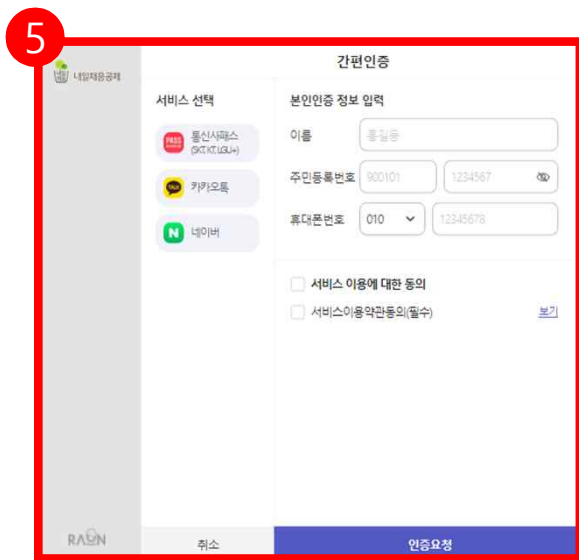 5
내일채움공제
간편인증
서비스 선택
PASS
통신사패스
(SKT,KT,LGU+)
TALK
카카오톡
N
네이버
본인인증 정보 입력
이름
홍길동
주민등록번호
900101
1234567
휴대폰번호
010
12345678
서비스 이용에 대한 동의
서비스이용약관동의(필수)
보기
RAON
취소
인증요청